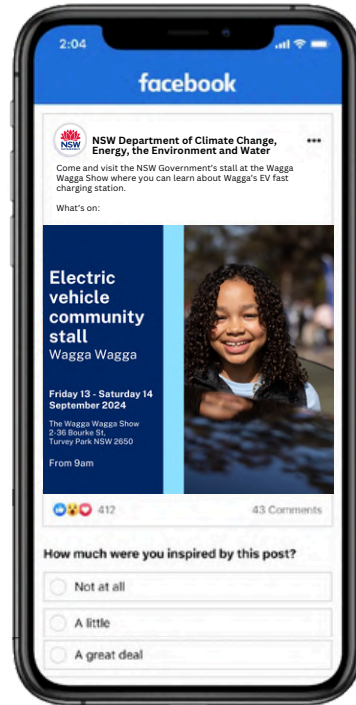 2:04
facebook
NSW
NSW Department of Climate Change,
Energy, the Environment and Water
Come and visit the NSW Government's stall at the Wagga
Wagga Show where you can learn about Wagga's EV fast
charging station.
What's on:
Electric
vehicle
community
stall
Wagga Wagga
Friday 13 - Saturday 14
September 2024
The Wagga Wagga Show
2-36 Bourke St,
Turvey Park NSW 2650
From 9am
412
43 Comments
How much were you inspired by this post?
Not at all
A little
A great deal